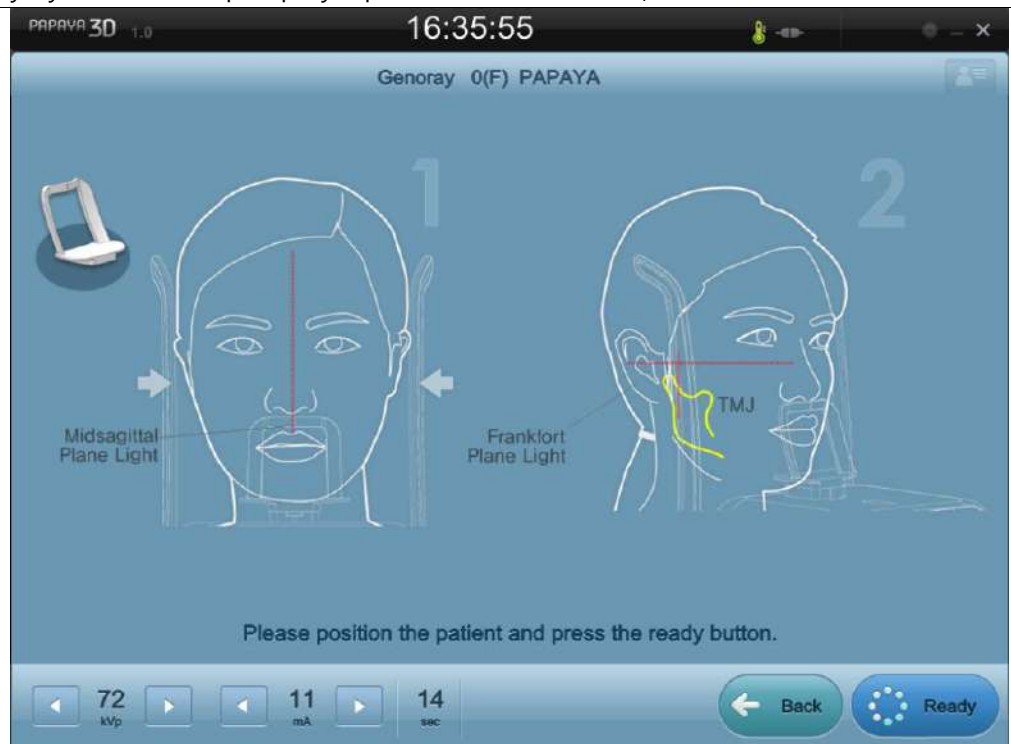 PAPAYA 3D 1.0
16:35:55
Genoray 0(F) PAPAYA
1
2
Midsagittal
Plane Light
TMJ
Franklort
Plane Light
Please position the patient and press the ready button.
72
kVp
11
mA
14
sec
Back
Ready